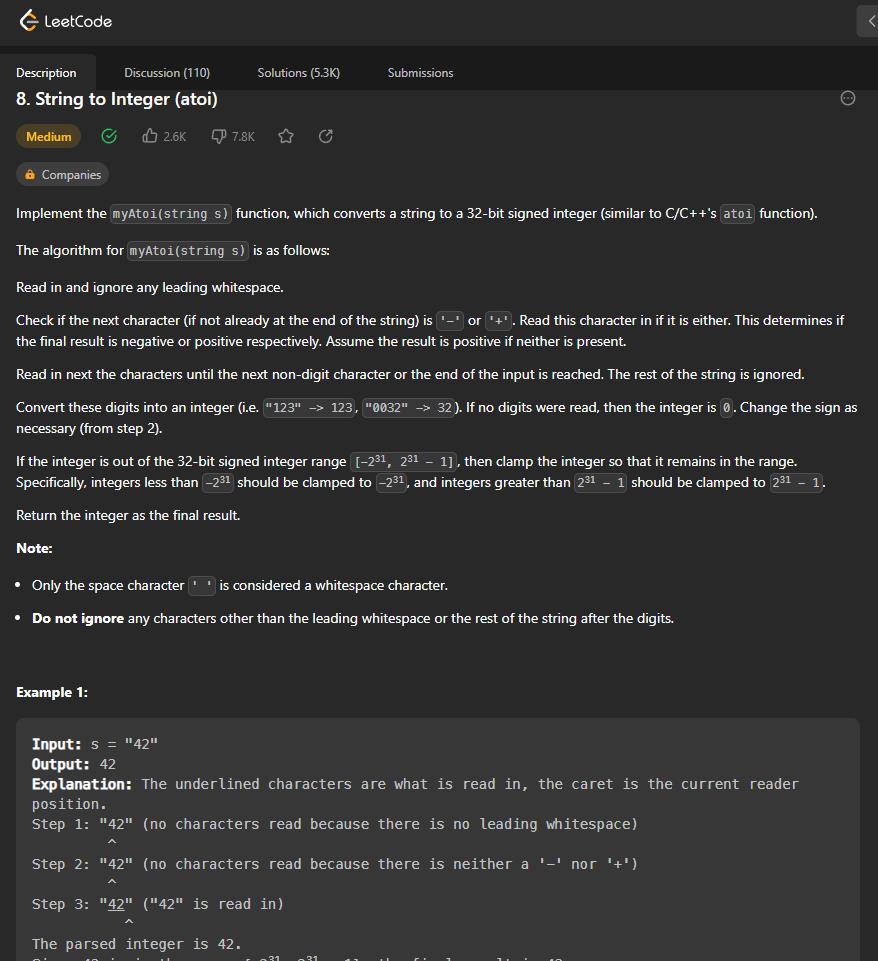 LeetCode
Description Discussion (110) Solutions (5.3K) Submissions
8. String to Integer (atoi)
Medium 2.6K 7.8K
Companies
Implement the myAtoi(string s) function, which converts a string to a 32-bit signed integer (similar to C/C++'s atoi function).
The algorithm for myAtoi(string s) is as follows:
Read in and ignore any leading whitespace.
Check if the next character (if not already at the end of the string) is '-' or '+'. Read this character in if it is either. This determines if
the final result is negative or positive respectively. Assume the result is positive if neither is present.
Read in next the characters until the next non-digit character or the end of the input is reached. The rest of the string is ignored.
Convert these digits into an integer (i.e. "123" -> 123, "0032" -> 32). If no digits were read, then the integer is 0. Change the sign as
necessary (from step 2).
If the integer is out of the 32-bit signed integer range [-2³¹, 2³¹ - 1], then clamp the integer so that it remains in the range.
Specifically, integers less than -2³¹ should be clamped to -2³¹, and integers greater than 2³¹ - 1 should be clamped to 2³¹ - 1.
Return the integer as the final result.
Note:
• Only the space character ' ' is considered a whitespace character.
• Do not ignore any characters other than the leading whitespace or the rest of the string after the digits.
Example 1:
Input: s = "42"
Output: 42
Explanation: The underlined characters are what is read in, the caret is the current reader
position.
Step 1: "42" (no characters read because there is no leading whitespace)
^
Step 2: "42" (no characters read because there is neither a '-' nor '+')
^
Step 3: "42" ("42" is read in)
^
The parsed integer is 42.